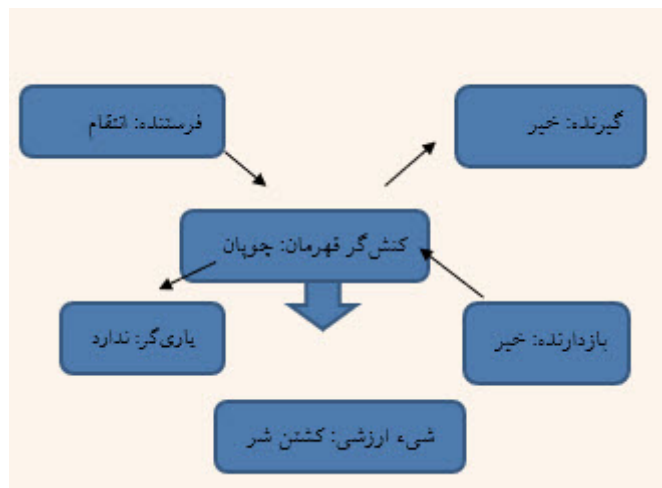 گیرنده: خیر
فرستنده: انتقام
کنش‌گر قهرمان: چوپان
بازدارنده: خیر
یاری‌گر: ندارد
شیء ارزشی: کشتن شر